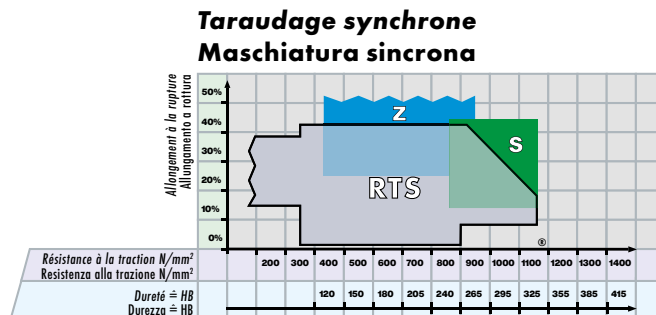 Taraudage synchrone
Maschiatura sincrona
Allongement à la rupture
Allungamento a rottura
50%
40%
30%
20%
10%
0%
Z
S
RTS
®
Résistance à la traction N/mm²
Resistenza alla trazione N/mm²
200 300 400 500 600 700 800 900 1000 1100 1200 1300 1400
Dureté ≙ HB
Durezza ≙ HB
120 150 180 205 240 265 295 325 355 385 415